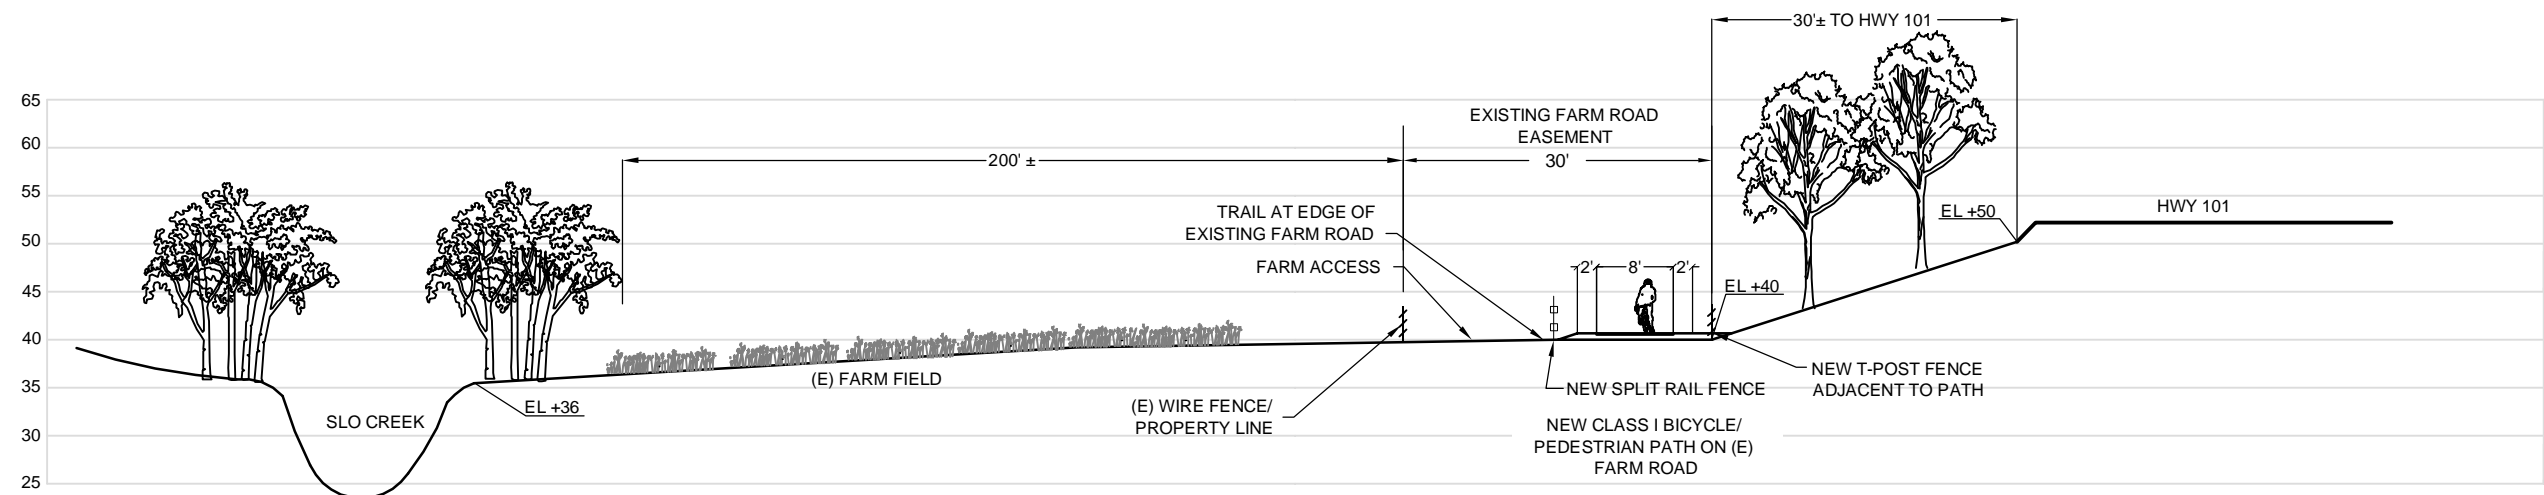 30'± TO HWY 101
65
EXISTING FARM ROAD
EASEMENT
60
200' ±
30'
55
TRAIL AT EDGE OF
EXISTING FARM ROAD
EL +50
HWY 101
50
FARM ACCESS
2'
8'
2'
45
EL +40
40
NEW T-POST FENCE
ADJACENT TO PATH
(E) FARM FIELD
35
NEW SPLIT RAIL FENCE
EL +36
(E) WIRE FENCE/
PROPERTY LINE
SLO CREEK
30
NEW CLASS I BICYCLE/
PEDESTRIAN PATH ON (E)
FARM ROAD
25